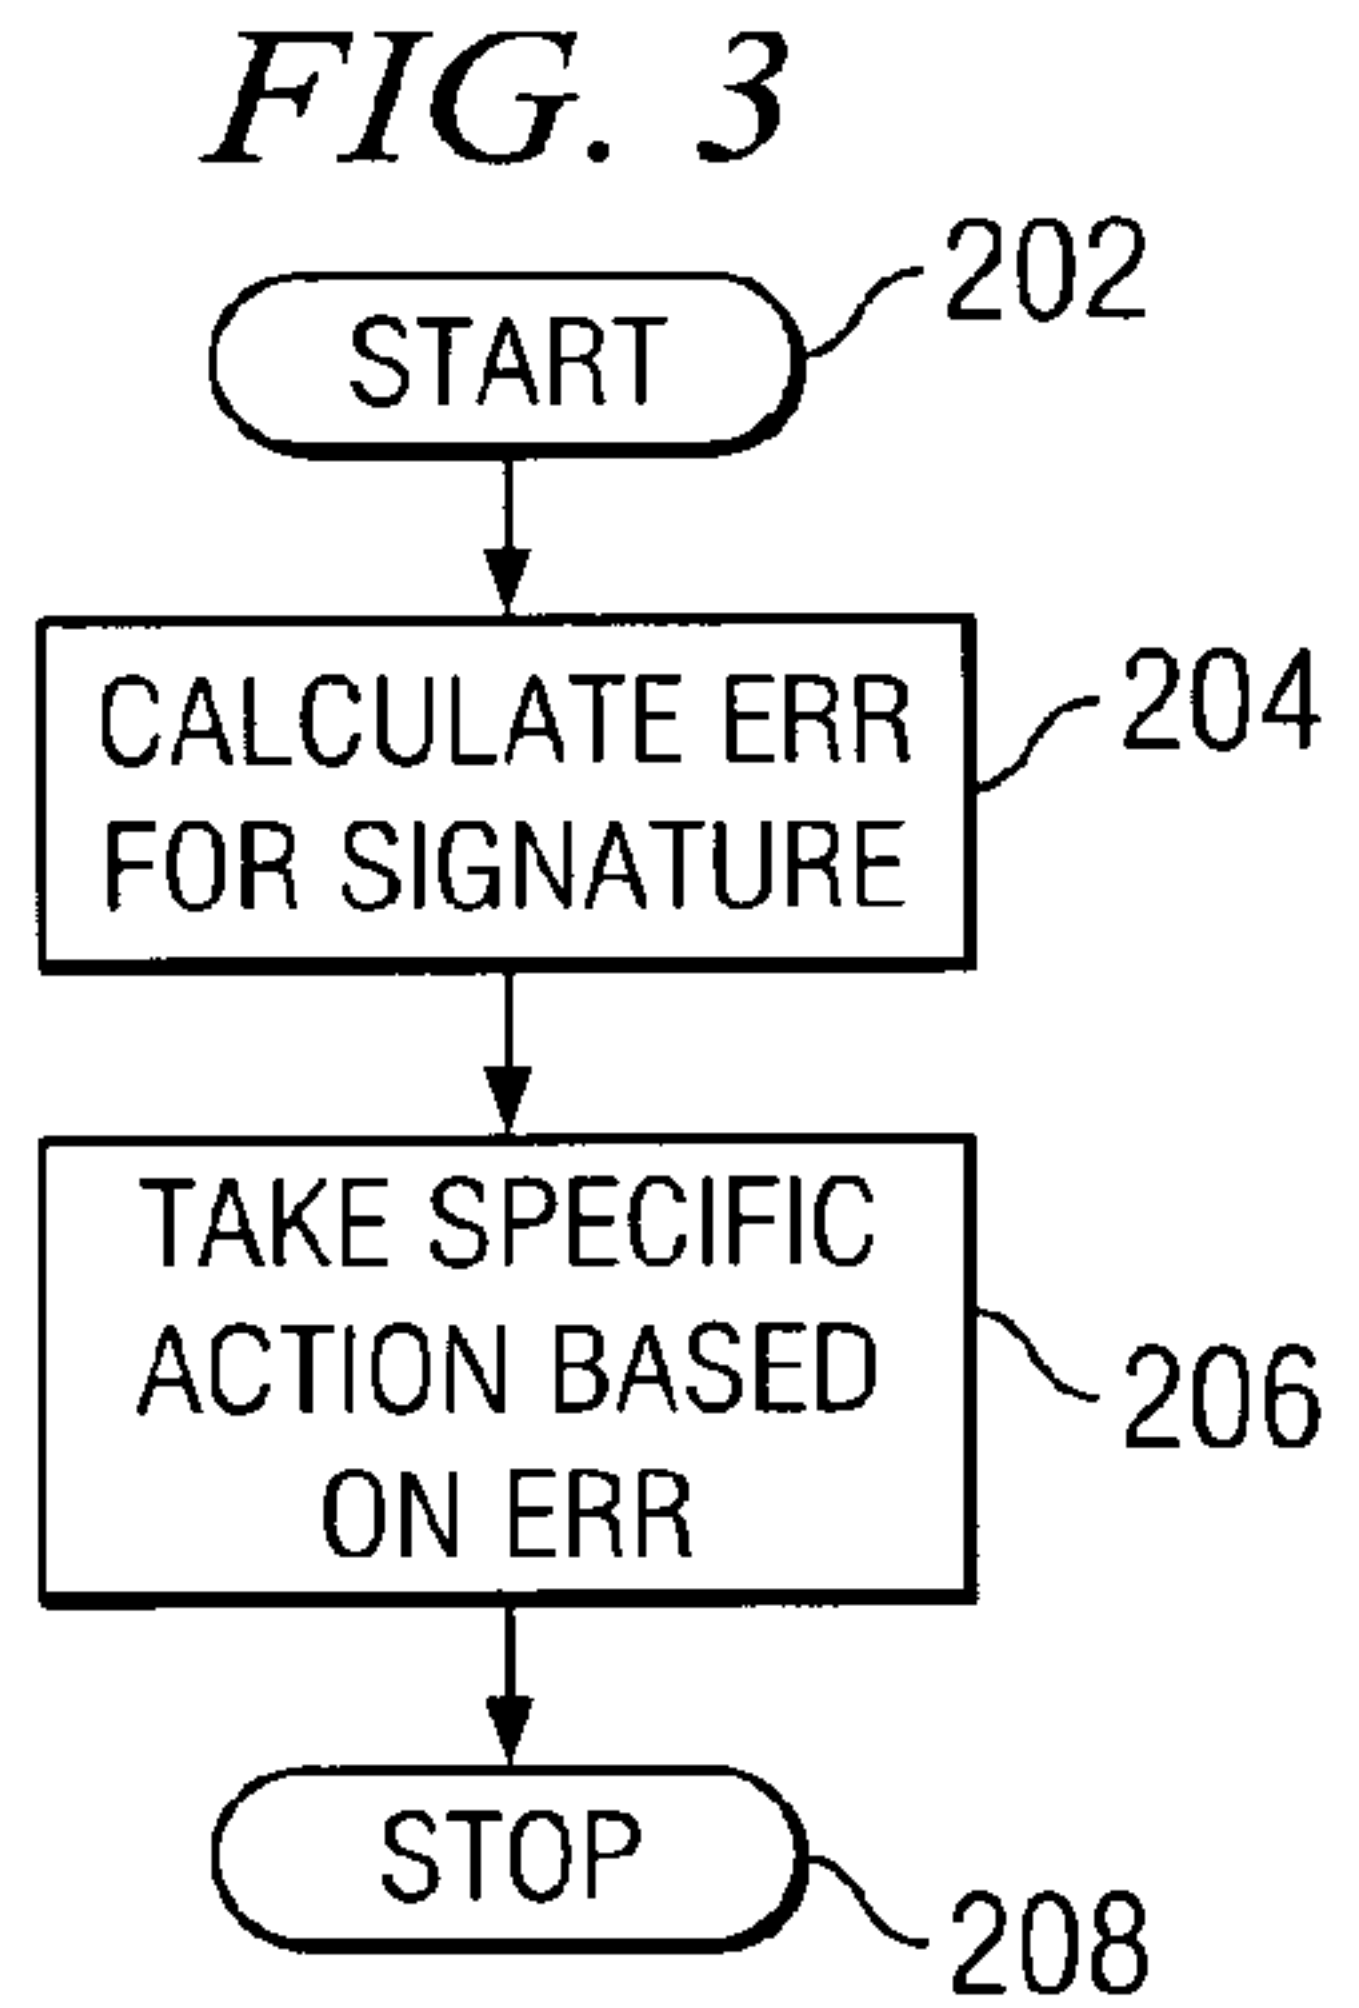 FIG. 3
START
202
CALCULATE ERR
FOR SIGNATURE
204
TAKE SPECIFIC
ACTION BASED
ON ERR
206
STOP
208